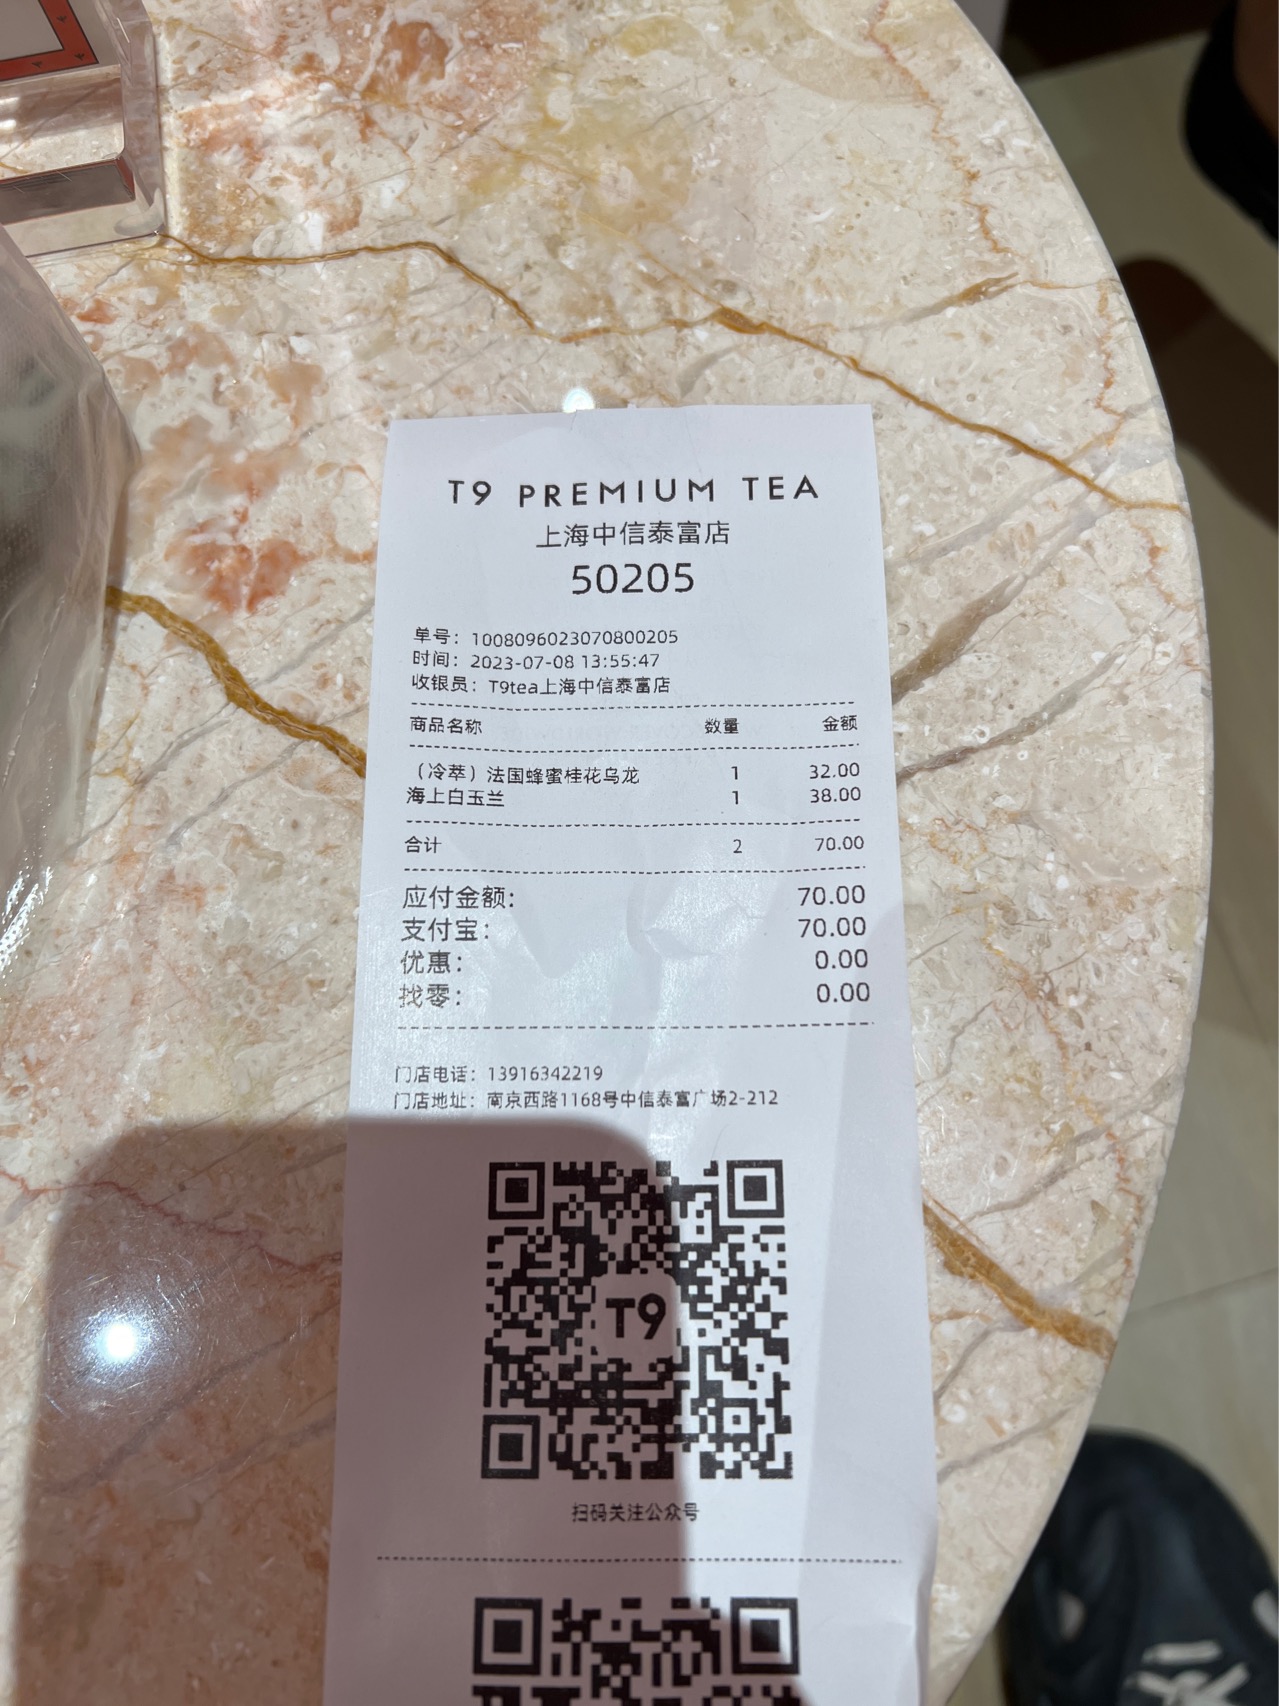 T9 PREMIUM TEA
上海中信泰富店
50205
单号：1008096023070800205
时间：2023-07-08 13:55:47
收银员：T9tea上海中信泰富店
商品名称 数量 金额
（冷萃）法国蜂蜜桂花乌龙 1 32.00
海上白玉兰 1 38.00
合计 2 70.00
应付金额： 70.00
支付宝： 70.00
优惠： 0.00
找零： 0.00
门店电话：13916342219
门店地址：南京西路1168号中信泰富广场2-212
T9
扫码关注公众号